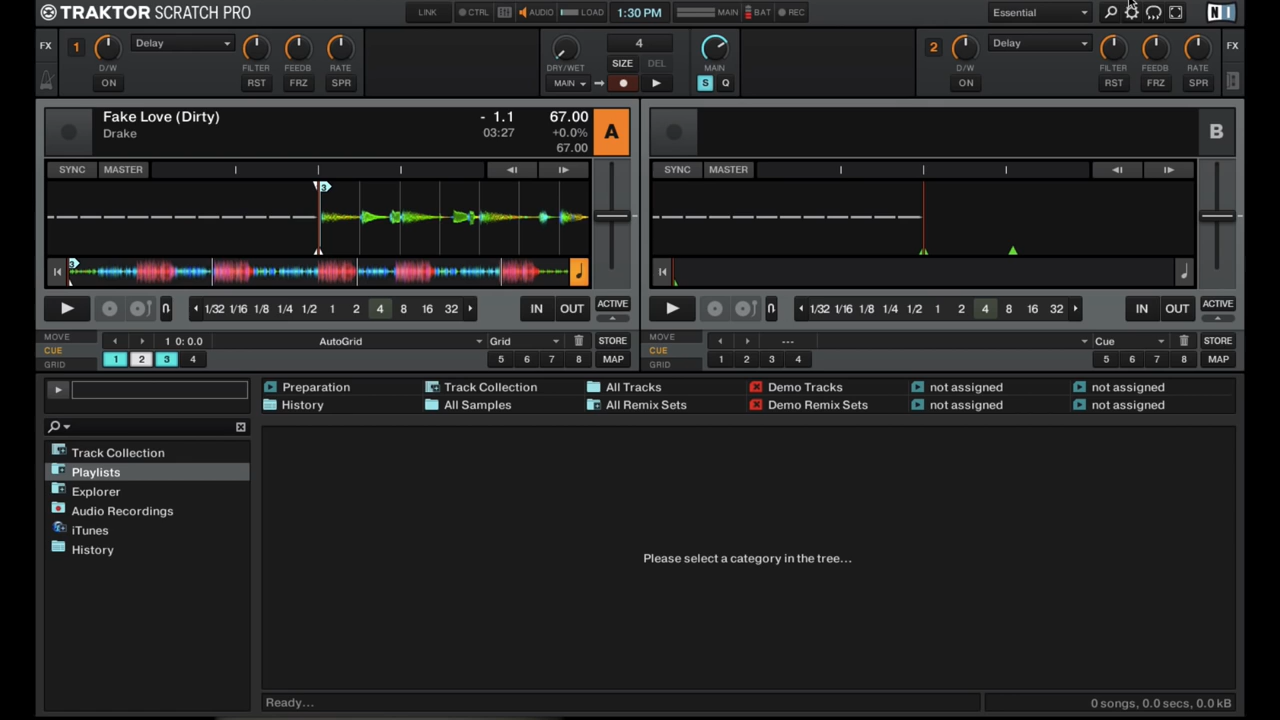 TRAKTOR SCRATCH PRO
LINK CTRL AUDIO LOAD 1:30 PM MAIN BAT REC Essential
FX 1 Delay D/W ON FILTER RST FEEDB FRZ RATE SPR
DRY/WET MAIN 4 SIZE DEL MAIN S Q
2 Delay D/W ON FILTER RST FEEDB FRZ RATE SPR FX
Fake Love (Dirty) - 1.1 67.00
Drake 03:27 +0.0%
67.00
A
B
SYNC MASTER
SYNC MASTER
3
3
1/32 1/16 1/8 1/4 1/2 1 2 4 8 16 32 IN OUT ACTIVE
1/32 1/16 1/8 1/4 1/2 1 2 4 8 16 32 IN OUT ACTIVE
MOVE
CUE
GRID
1 0: 0.0 AutoGrid Grid STORE
1 2 3 4 5 6 7 8 MAP
MOVE
CUE
GRID
--- Cue STORE
1 2 3 4 5 6 7 8 MAP
Preparation Track Collection All Tracks Demo Tracks not assigned not assigned
History All Samples All Remix Sets Demo Remix Sets not assigned not assigned
Track Collection
Playlists
Explorer
Audio Recordings
iTunes
History
Please select a category in the tree...
Ready...
0 songs, 0.0 secs, 0.0 kB